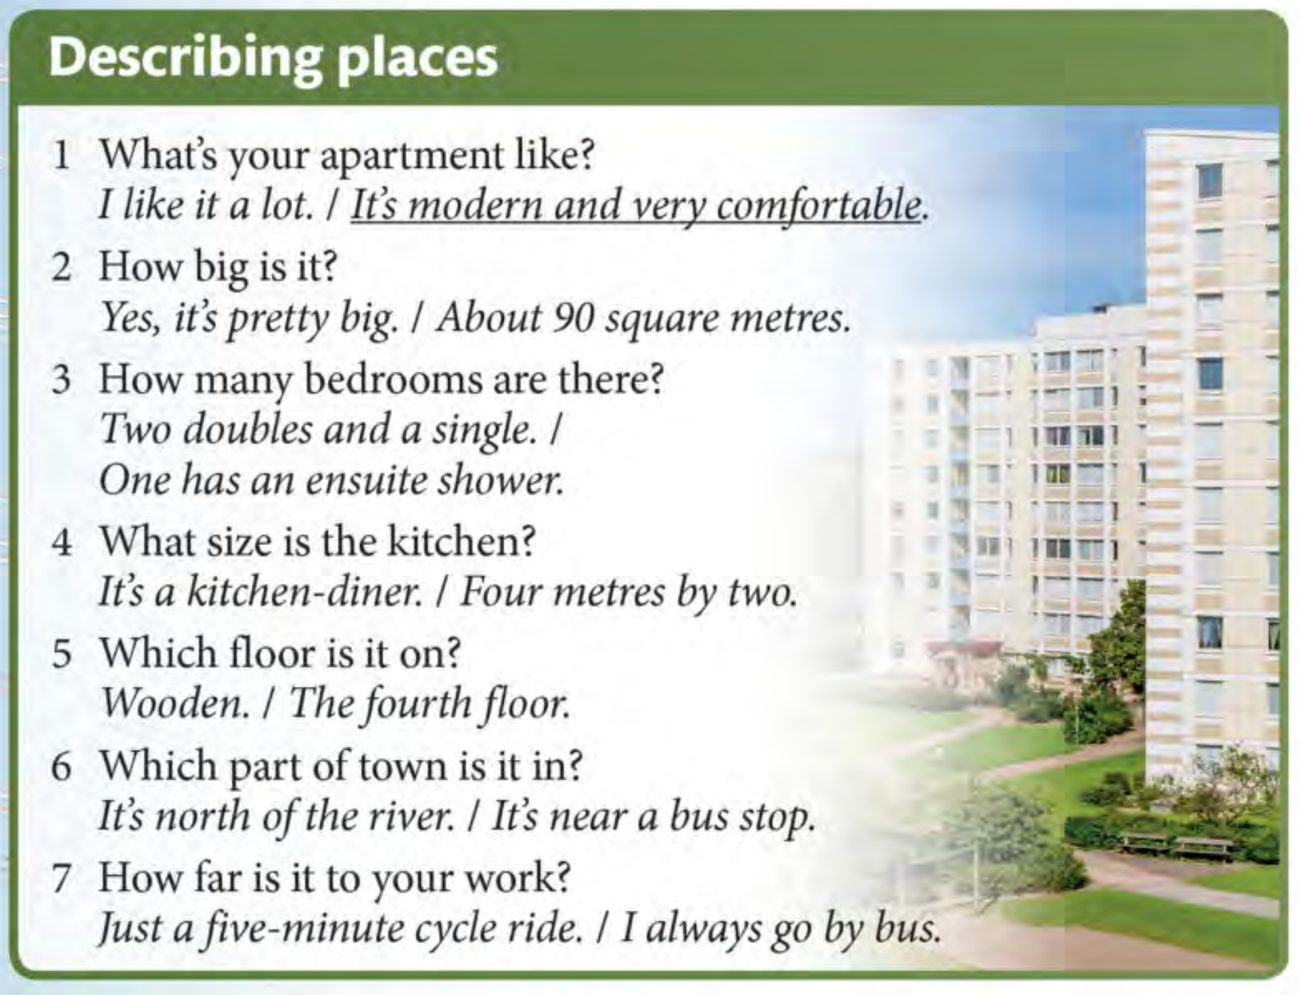 Describing places
1 What's your apartment like?
I like it a lot. / It's modern and very comfortable.
2 How big is it?
Yes, it's pretty big. / About 90 square metres.
3 How many bedrooms are there?
Two doubles and a single. /
One has an ensuite shower.
4 What size is the kitchen?
It's a kitchen-diner. / Four metres by two.
5 Which floor is it on?
Wooden. / The fourth floor.
6 Which part of town is it in?
It's north of the river. / It's near a bus stop.
7 How far is it to your work?
Just a five-minute cycle ride. / I always go by bus.